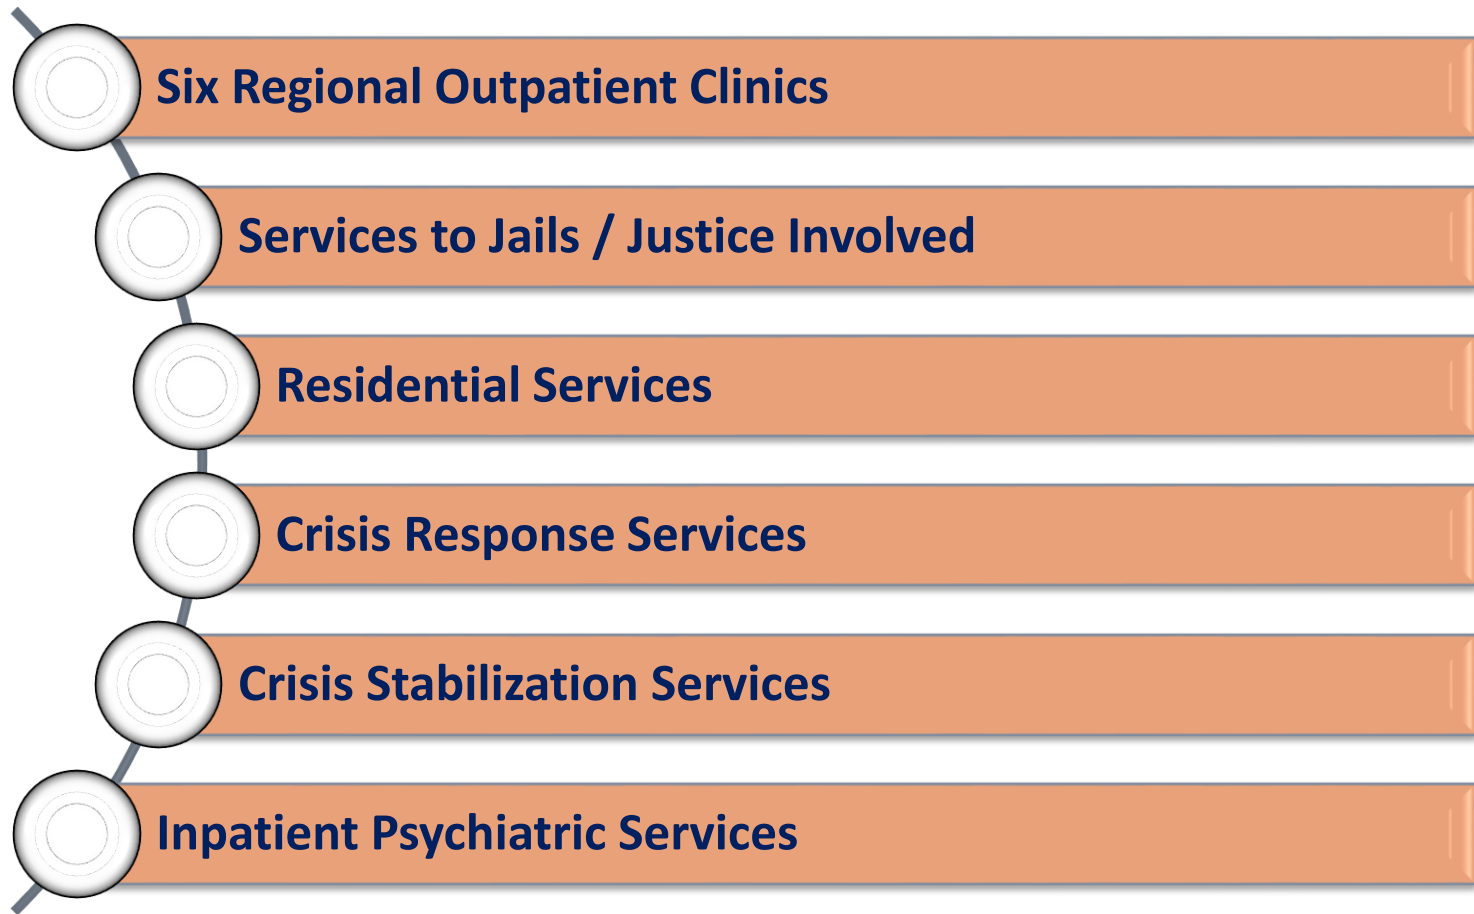 Six Regional Outpatient Clinics
Services to Jails / Justice Involved
Residential Services
Crisis Response Services
Crisis Stabilization Services
Inpatient Psychiatric Services